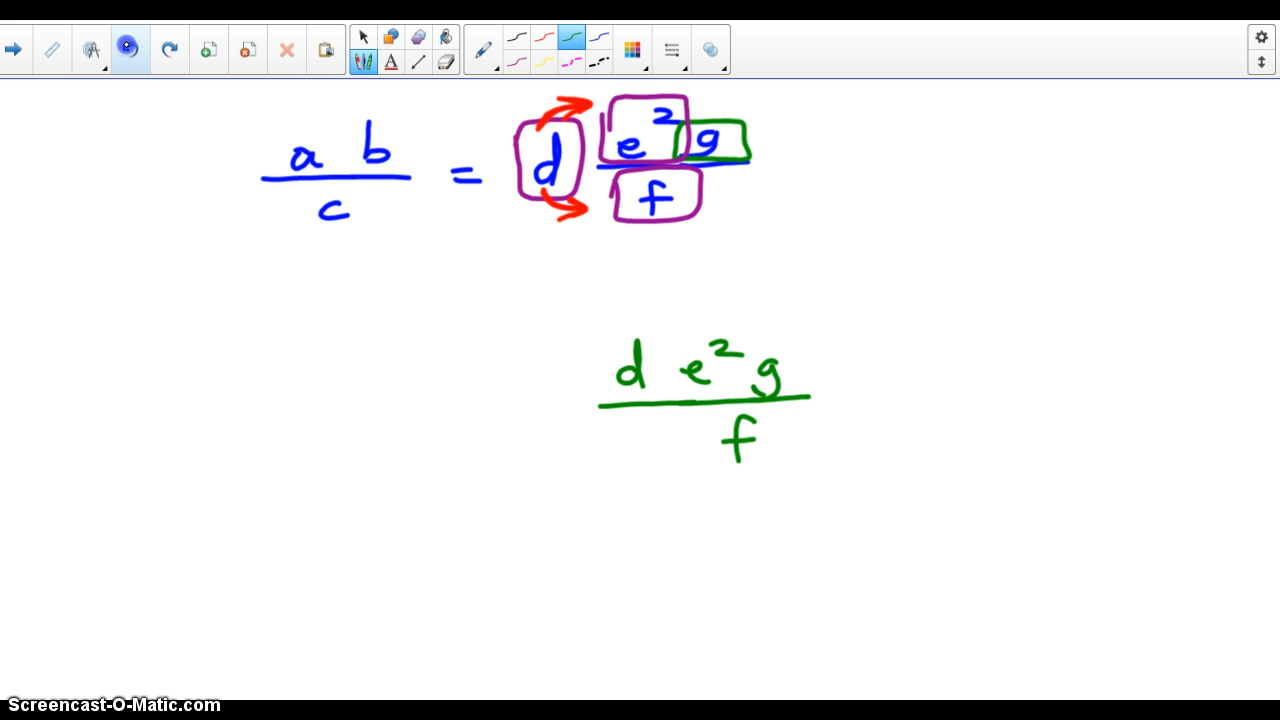 a b / c = d e² g / f
d e² g / f
A
Screencast-O-Matic.com